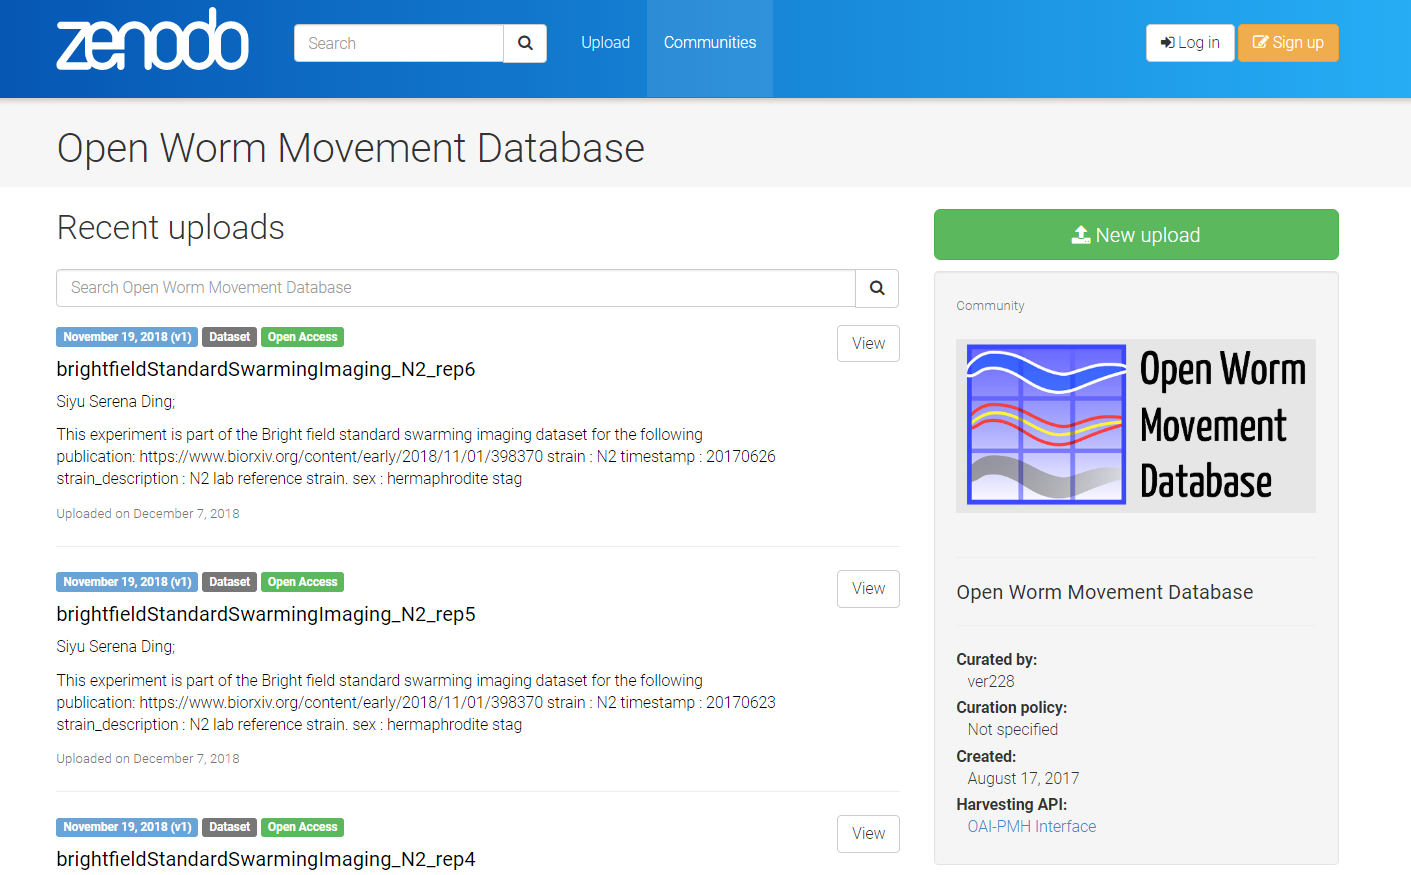 zenodo
Search
Upload
Communities
Log in
Sign up
Open Worm Movement Database
Recent uploads
Search Open Worm Movement Database
November 19, 2018 (v1) Dataset Open Access
View
brightfieldStandardSwarmingImaging_N2_rep6
Siyu Serena Ding;
This experiment is part of the Bright field standard swarming imaging dataset for the following
publication: https://www.biorxiv.org/content/early/2018/11/01/398370 strain : N2 timestamp : 20170626
strain_description : N2 lab reference strain. sex : hermaphrodite stag
Uploaded on December 7, 2018
November 19, 2018 (v1) Dataset Open Access
View
brightfieldStandardSwarmingImaging_N2_rep5
Siyu Serena Ding;
This experiment is part of the Bright field standard swarming imaging dataset for the following
publication: https://www.biorxiv.org/content/early/2018/11/01/398370 strain : N2 timestamp : 20170623
strain_description : N2 lab reference strain. sex : hermaphrodite stag
Uploaded on December 7, 2018
November 19, 2018 (v1) Dataset Open Access
View
brightfieldStandardSwarmingImaging_N2_rep4
New upload
Community
Open Worm
Movement
Database
Open Worm Movement Database
Curated by:
ver228
Curation policy:
Not specified
Created:
August 17, 2017
Harvesting API:
OAI-PMH Interface